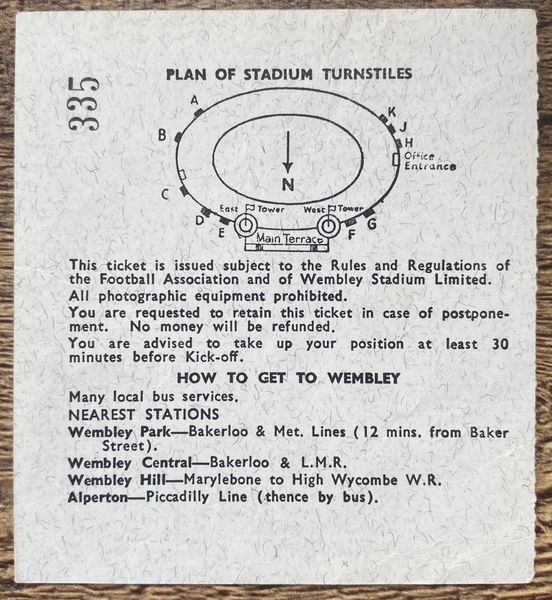 335
PLAN OF STADIUM TURNSTILES
A
K
J
B
H
Office
Entrance
N
C
East Tower
West Tower
D
G
E
F
Main Terrace
This ticket is issued subject to the Rules and Regulations of
the Football Association and of Wembley Stadium Limited.
All photographic equipment prohibited.
You are requested to retain this ticket in case of postpone-
ment. No money will be refunded.
You are advised to take up your position at least 30
minutes before Kick-off.
HOW TO GET TO WEMBLEY
Many local bus services.
NEAREST STATIONS
Wembley Park—Bakerloo & Met. Lines (12 mins. from Baker
Street).
Wembley Central—Bakerloo & L.M.R.
Wembley Hill—Marylebone to High Wycombe W.R.
Alperton—Piccadilly Line (thence by bus).